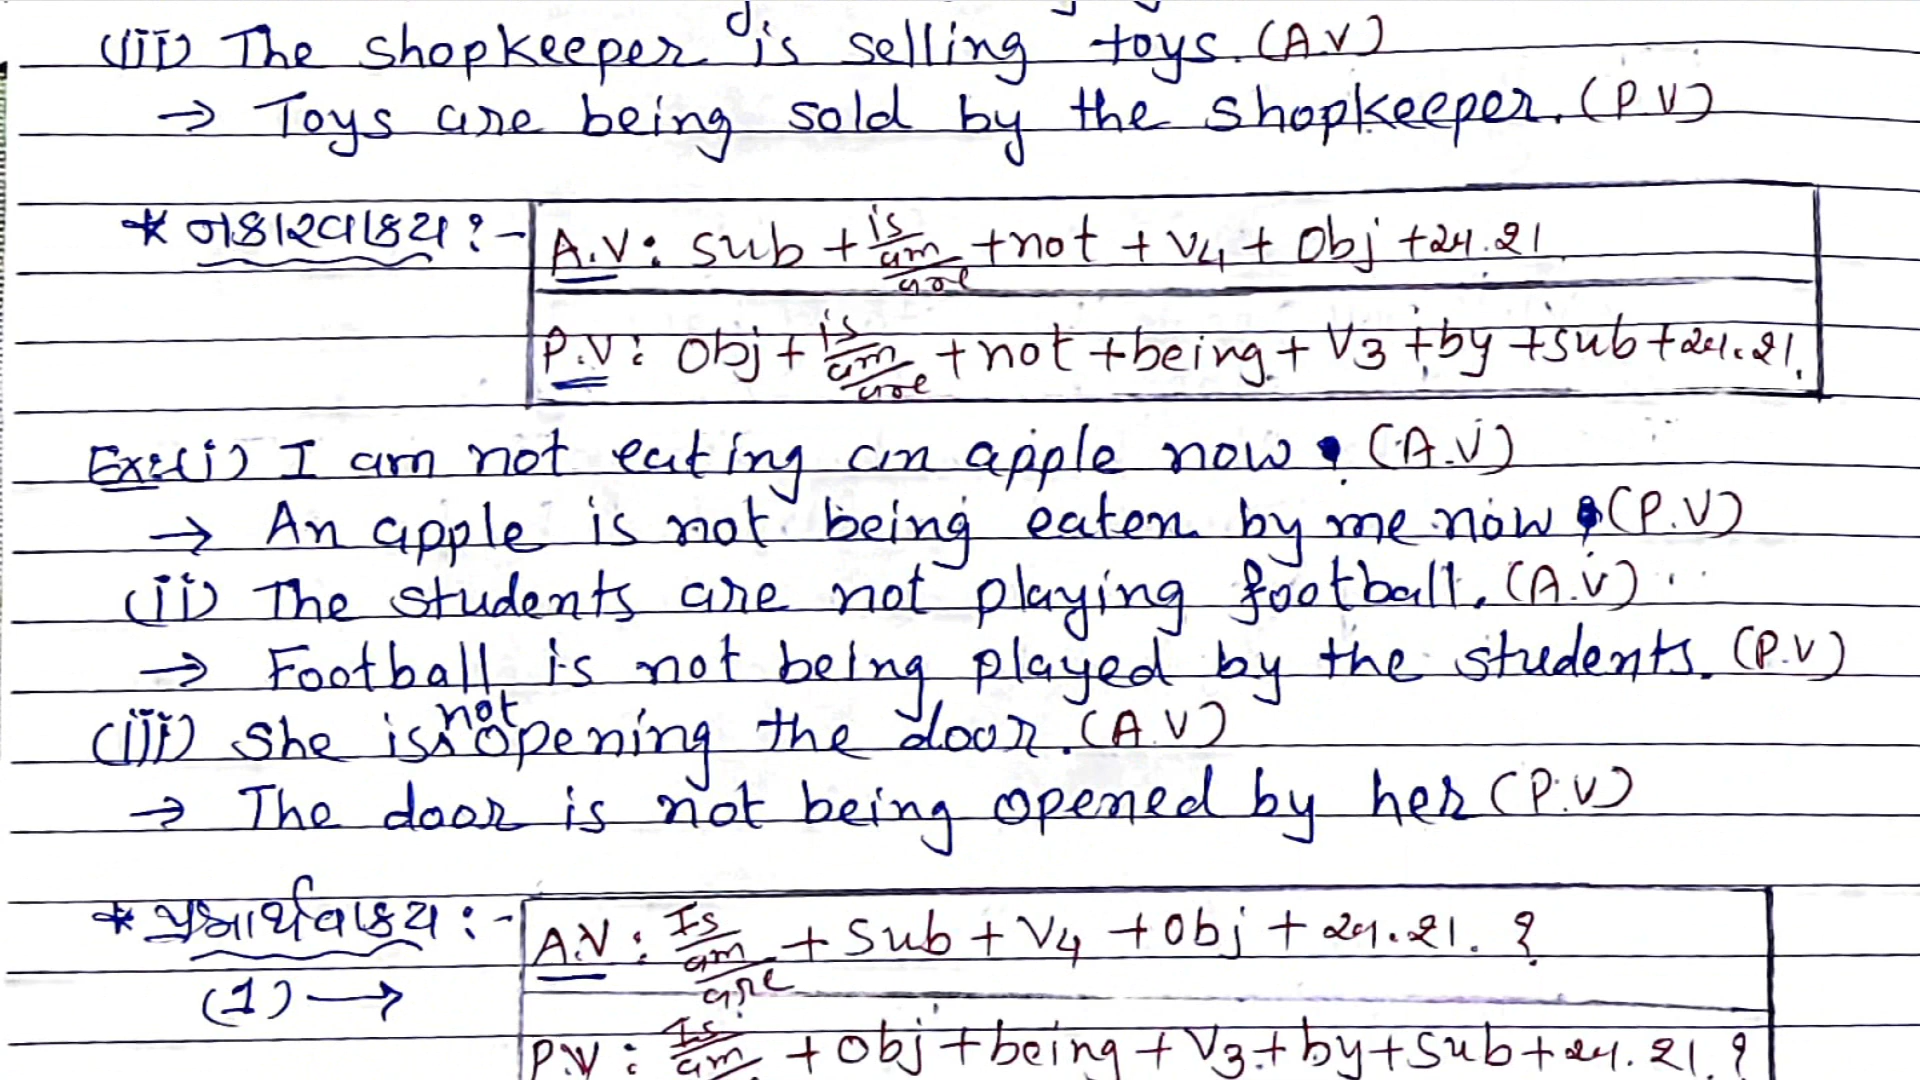 (iii) The shopkeeper is selling toys. (A.V)
→ Toys are being sold by the shopkeeper. (P.V)
* નકારવાકય :- A.V: Sub + is/am/are + not + V4 + Obj + અ.શ.
P.V: Obj + is/am/are + not + being + V3 + by + sub + અ.શ.
Ex:(i) I am not eating an apple now. (A.V)
→ An apple is not being eaten by me now. (P.V)
(ii) The students are not playing football. (A.V)
→ Football is not being played by the students. (P.V)
(iii) She is not opening the door. (A.V)
→ The door is not being opened by her (P.V)
* પ્રશ્નાર્થવાકય :- A.V: Is/am/are + Sub + V4 + Obj + અ.શ. ?
(1) →
P.V: Is/am + Obj + being + V3 + by + Sub + અ.શ. ?